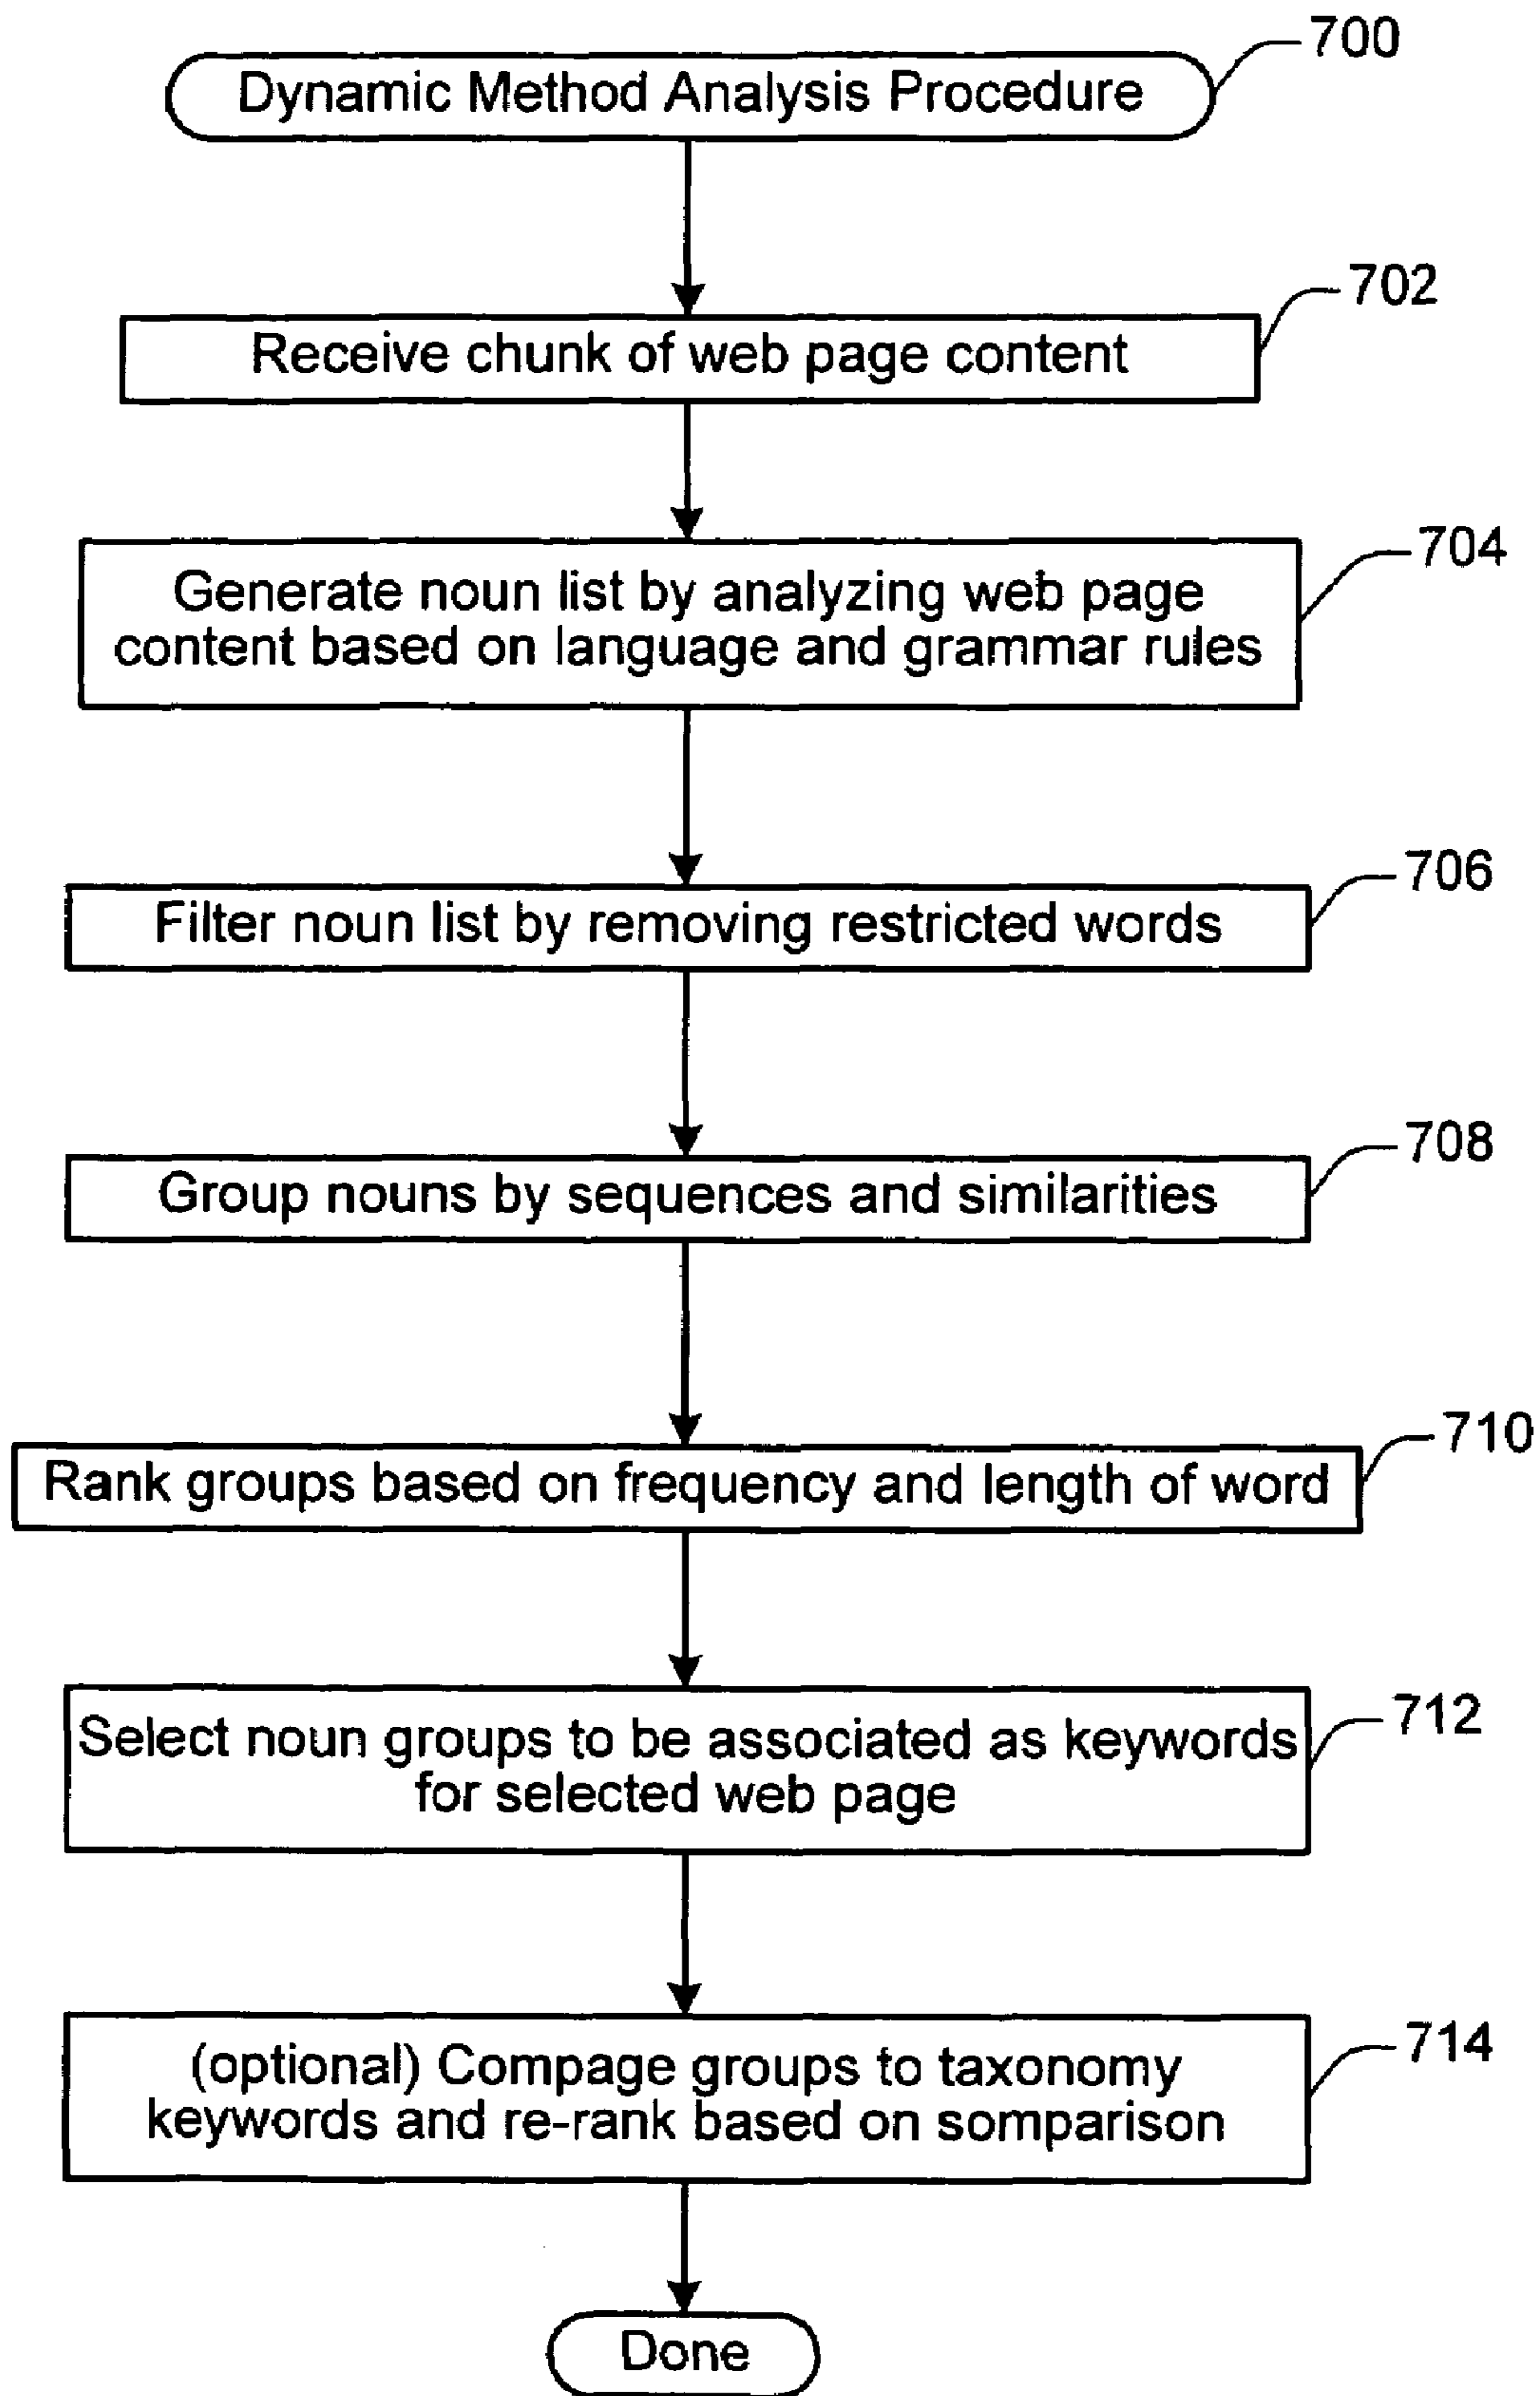 700
Dynamic Method Analysis Procedure
702
Receive chunk of web page content
704
Generate noun list by analyzing web page
content based on language and grammar rules
706
Filter noun list by removing restricted words
708
Group nouns by sequences and similarities
710
Rank groups based on frequency and length of word
712
Select noun groups to be associated as keywords
for selected web page
714
(optional) Compage groups to taxonomy
keywords and re-rank based on somparison
Done